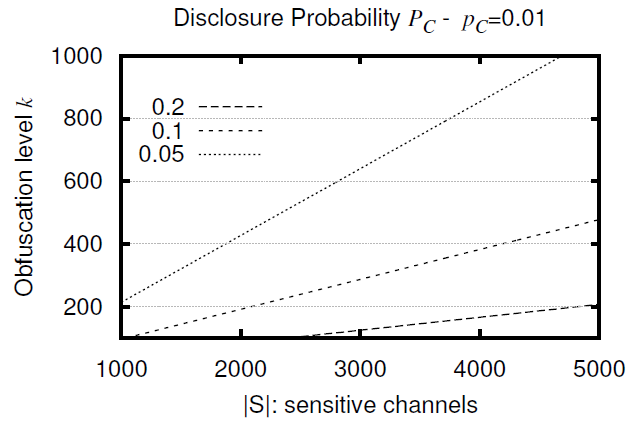 Disclosure Probability P_C - p_C=0.01
1000
800
600
400
200
Obfuscation level k
0.2
0.1
0.05
1000 2000 3000 4000 5000
|S|: sensitive channels